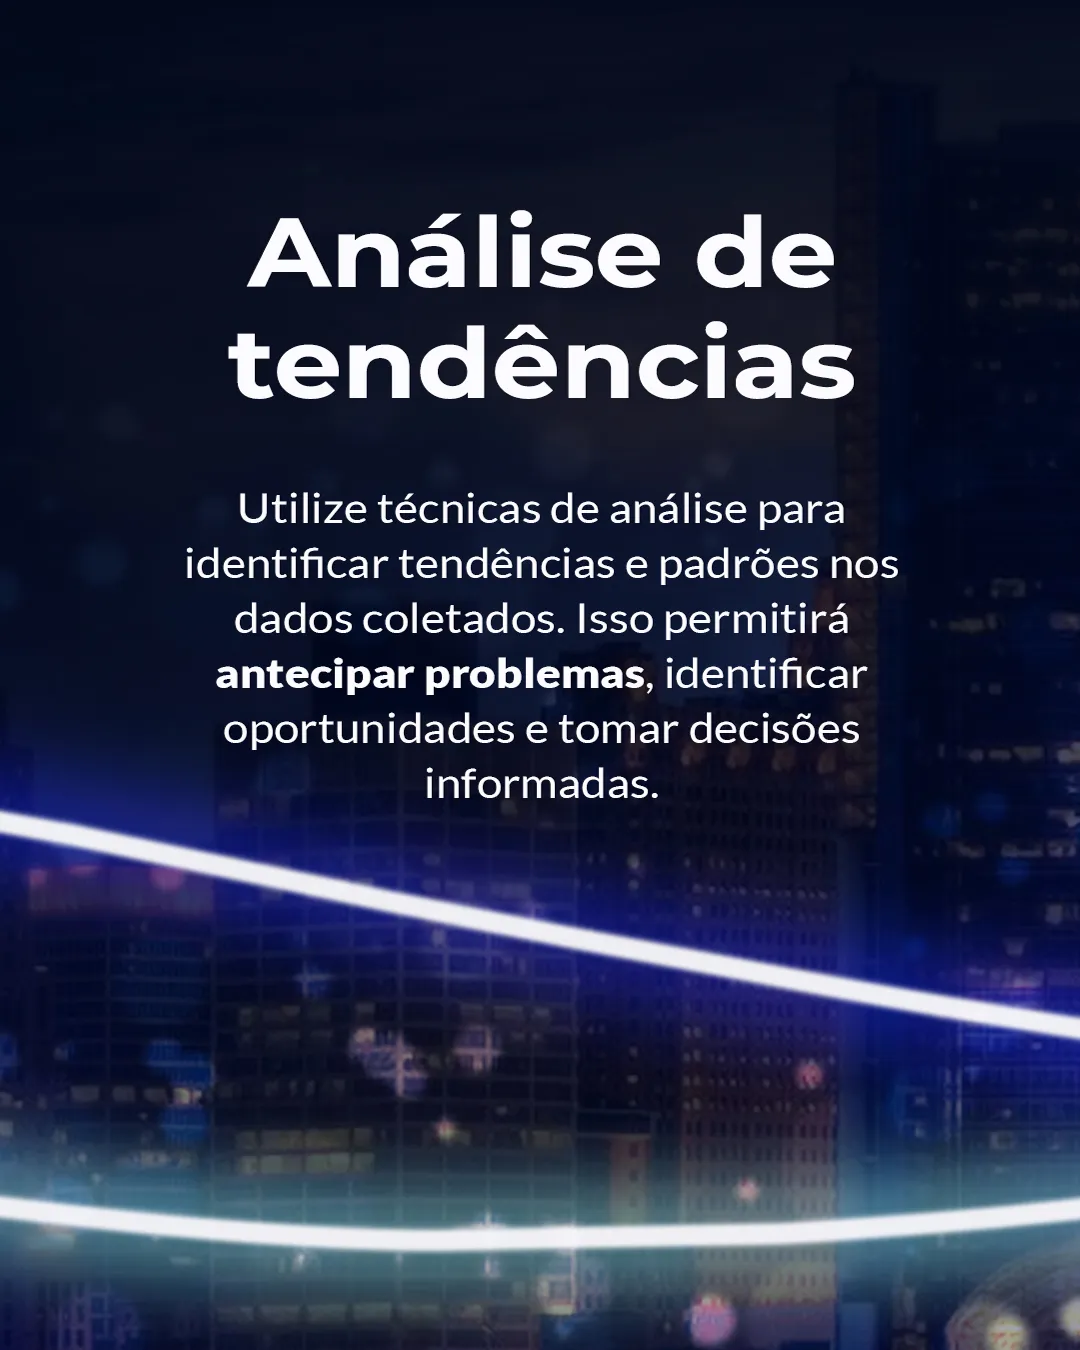 Análise de
tendências
Utilize técnicas de análise para
identificar tendências e padrões nos
dados coletados. Isso permitirá
antecipar problemas, identificar
oportunidades e tomar decisões
informadas.